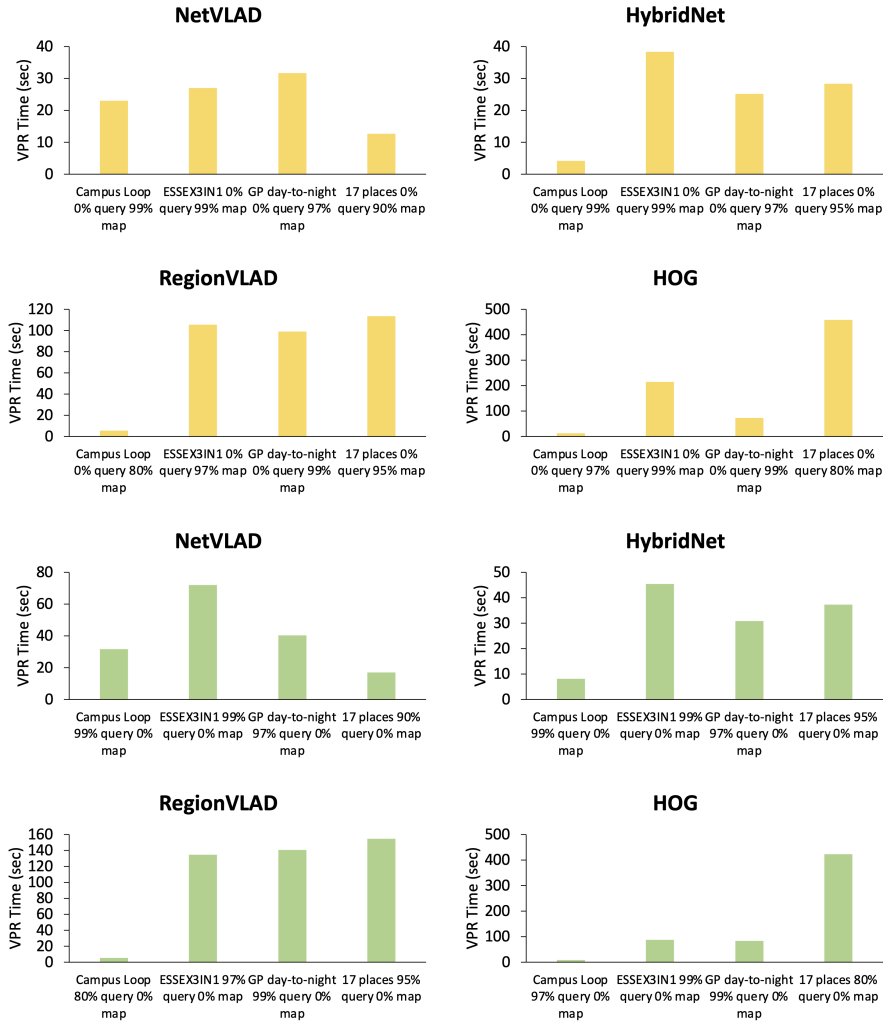 NetVLAD
VPR Time (sec)
40
30
20
10
0
Campus Loop
0% query 99%
map
ESSEX3IN1 0%
query 99% map
GP day-to-night
0% query 97%
map
17 places 0%
query 90% map
HybridNet
VPR Time (sec)
40
30
20
10
0
Campus Loop
0% query 99%
map
ESSEX3IN1 0%
query 99% map
GP day-to-night
0% query 97%
map
17 places 0%
query 95% map
RegionVLAD
VPR Time (sec)
120
100
80
60
40
20
0
Campus Loop
0% query 80%
map
ESSEX3IN1 0%
query 97% map
GP day-to-night
0% query 99%
map
17 places 0%
query 95% map
HOG
VPR Time (sec)
500
400
300
200
100
0
Campus Loop
0% query 97%
map
ESSEX3IN1 0%
query 99% map
GP day-to-night
0% query 99%
map
17 places 0%
query 80% map
NetVLAD
VPR Time (sec)
80
60
40
20
0
Campus Loop
99% query 0%
map
ESSEX3IN1 99%
query 0% map
GP day-to-night
97% query 0%
map
17 places 90%
query 0% map
HybridNet
VPR Time (sec)
50
40
30
20
10
0
Campus Loop
99% query 0%
map
ESSEX3IN1 99%
query 0% map
GP day-to-night
97% query 0%
map
17 places 95%
query 0% map
RegionVLAD
VPR Time (sec)
160
140
120
100
80
60
40
20
0
Campus Loop
80% query 0%
map
ESSEX3IN1 97%
query 0% map
GP day-to-night
99% query 0%
map
17 places 95%
query 0% map
HOG
VPR Time (sec)
500
400
300
200
100
0
Campus Loop
97% query 0%
map
ESSEX3IN1 99%
query 0% map
GP day-to-night
99% query 0%
map
17 places 80%
query 0% map